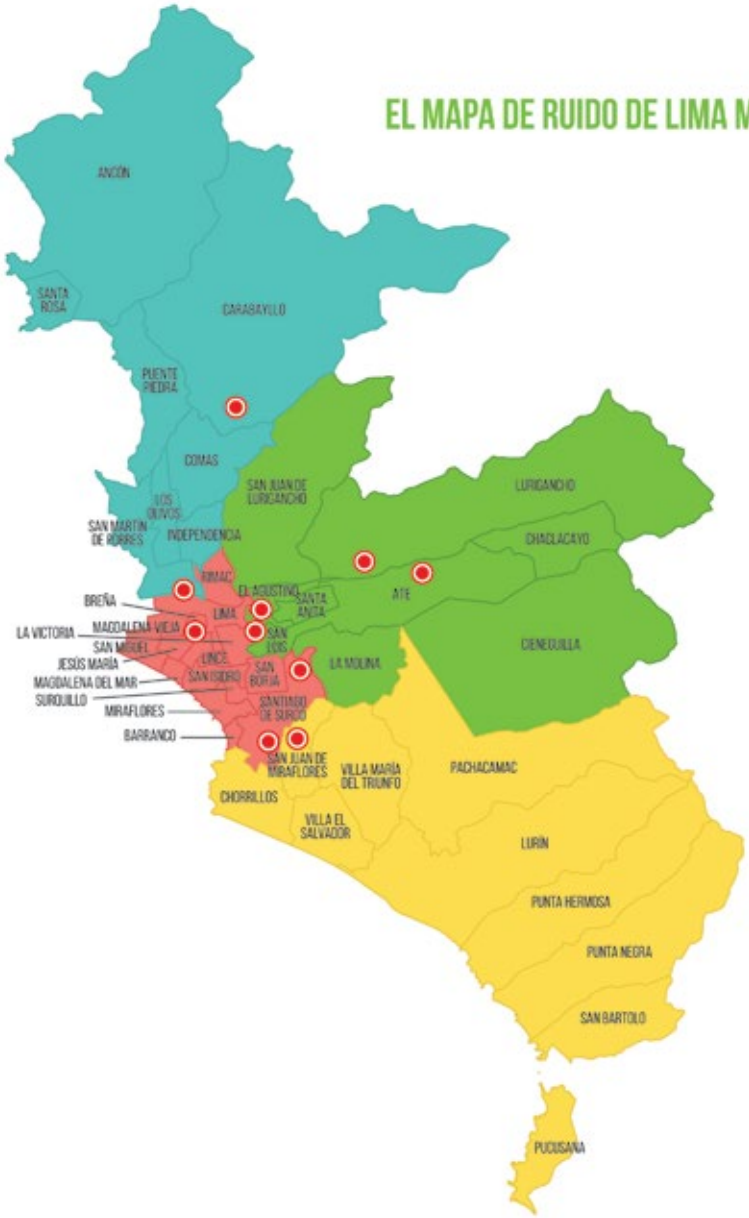 EL MAPA DE RUIDO DE LIMA M
ANCÓN
SANTA
ROSA
CARABAYLLO
PUENTE
PIEDRA
COMAS
SAN JUAN DE
LURIGANCHO
LURIGANCHO
LOS
OLIVOS
SAN MARTIN
DE PORRES
INDEPENDENCIA
CHACLACAYO
RIMAC
EL AGUSTINO
SANTA
ANITA
ATE
BREÑA
LIMA
LA VICTORIA
MAGDALENA VIEJA
SAN MIGUEL
SAN
LUIS
CIENEGUILLA
JESÚS MARÍA
LINCE
LA MOLINA
MAGDALENA DEL MAR
SAN ISIDRO
SAN
BORJA
SURQUILLO
MIRAFLORES
SANTIAGO
DE SURCO
BARRANCO
SAN JUAN DE
MIRAFLORES
VILLA MARÍA
DEL TRIUNFO
PACHACAMAC
CHORRILLOS
VILLA EL
SALVADOR
LURÍN
PUNTA HERMOSA
PUNTA NEGRA
SAN BARTOLO
PUCUSANA